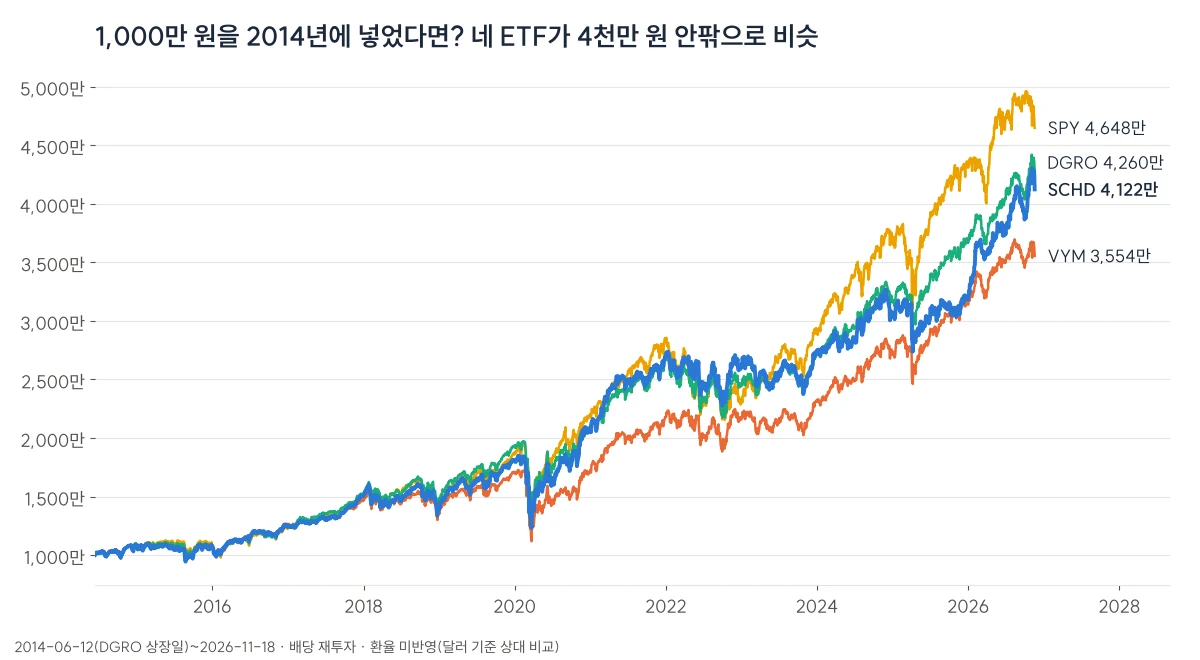 1,000만 원을 2014년에 넣었다면? 네 ETF가 4천만 원 안팎으로 비슷
5,000만
4,500만
4,000만
3,500만
3,000만
2,500만
2,000만
1,500만
1,000만
SPY 4,648만
DGRO 4,260만
SCHD 4,122만
VYM 3,554만
2016
2018
2020
2022
2024
2026
2028
2014-06-12(DGRO 상장일)~2026-11-18 · 배당 재투자 · 환율 미반영(달러 기준 상대 비교)